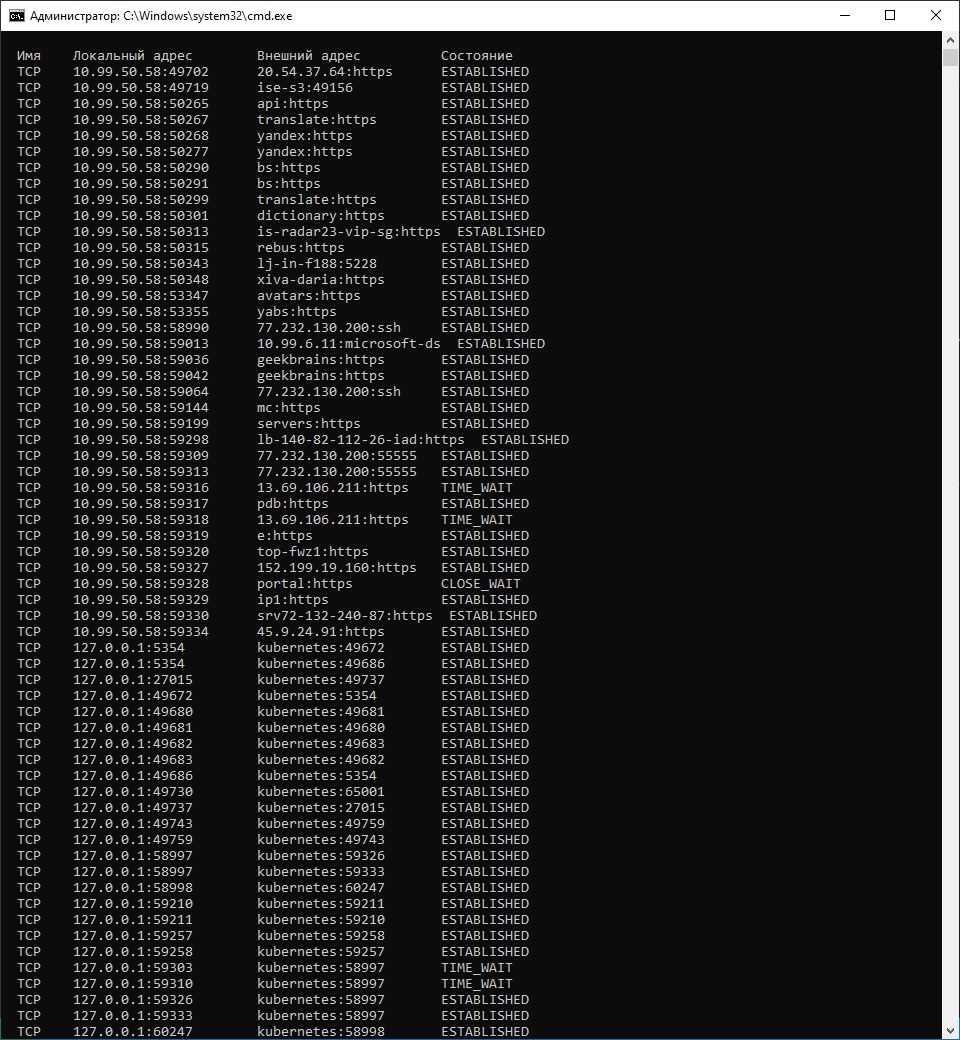 Администратор: C:\Windows\system32\cmd.exe
Имя Локальный адрес Внешний адрес Состояние
TCP 10.99.50.58:49702 20.54.37.64:https ESTABLISHED
TCP 10.99.50.58:49719 ise-s3:49156 ESTABLISHED
TCP 10.99.50.58:50265 api:https ESTABLISHED
TCP 10.99.50.58:50267 translate:https ESTABLISHED
TCP 10.99.50.58:50268 yandex:https ESTABLISHED
TCP 10.99.50.58:50277 yandex:https ESTABLISHED
TCP 10.99.50.58:50290 bs:https ESTABLISHED
TCP 10.99.50.58:50291 bs:https ESTABLISHED
TCP 10.99.50.58:50299 translate:https ESTABLISHED
TCP 10.99.50.58:50301 dictionary:https ESTABLISHED
TCP 10.99.50.58:50313 is-radar23-vip-sg:https ESTABLISHED
TCP 10.99.50.58:50315 rebus:https ESTABLISHED
TCP 10.99.50.58:50343 lj-in-f188:5228 ESTABLISHED
TCP 10.99.50.58:50348 xiva-daria:https ESTABLISHED
TCP 10.99.50.58:53347 avatars:https ESTABLISHED
TCP 10.99.50.58:53355 yabs:https ESTABLISHED
TCP 10.99.50.58:58990 77.232.130.200:ssh ESTABLISHED
TCP 10.99.50.58:59013 10.99.6.11:microsoft-ds ESTABLISHED
TCP 10.99.50.58:59036 geekbrains:https ESTABLISHED
TCP 10.99.50.58:59042 geekbrains:https ESTABLISHED
TCP 10.99.50.58:59064 77.232.130.200:ssh ESTABLISHED
TCP 10.99.50.58:59144 mc:https ESTABLISHED
TCP 10.99.50.58:59199 servers:https ESTABLISHED
TCP 10.99.50.58:59298 lb-140-82-112-26-iad:https ESTABLISHED
TCP 10.99.50.58:59309 77.232.130.200:55555 ESTABLISHED
TCP 10.99.50.58:59313 77.232.130.200:55555 ESTABLISHED
TCP 10.99.50.58:59316 13.69.106.211:https TIME_WAIT
TCP 10.99.50.58:59317 pdb:https ESTABLISHED
TCP 10.99.50.58:59318 13.69.106.211:https TIME_WAIT
TCP 10.99.50.58:59319 e:https ESTABLISHED
TCP 10.99.50.58:59320 top-fwz1:https ESTABLISHED
TCP 10.99.50.58:59327 152.199.19.160:https ESTABLISHED
TCP 10.99.50.58:59328 portal:https CLOSE_WAIT
TCP 10.99.50.58:59329 ip1:https ESTABLISHED
TCP 10.99.50.58:59330 srv72-132-240-87:https ESTABLISHED
TCP 10.99.50.58:59334 45.9.24.91:https ESTABLISHED
TCP 127.0.0.1:5354 kubernetes:49672 ESTABLISHED
TCP 127.0.0.1:5354 kubernetes:49686 ESTABLISHED
TCP 127.0.0.1:27015 kubernetes:49737 ESTABLISHED
TCP 127.0.0.1:49672 kubernetes:5354 ESTABLISHED
TCP 127.0.0.1:49680 kubernetes:49681 ESTABLISHED
TCP 127.0.0.1:49681 kubernetes:49680 ESTABLISHED
TCP 127.0.0.1:49682 kubernetes:49683 ESTABLISHED
TCP 127.0.0.1:49683 kubernetes:49682 ESTABLISHED
TCP 127.0.0.1:49686 kubernetes:5354 ESTABLISHED
TCP 127.0.0.1:49730 kubernetes:65001 ESTABLISHED
TCP 127.0.0.1:49737 kubernetes:27015 ESTABLISHED
TCP 127.0.0.1:49743 kubernetes:49759 ESTABLISHED
TCP 127.0.0.1:49759 kubernetes:49743 ESTABLISHED
TCP 127.0.0.1:58997 kubernetes:59326 ESTABLISHED
TCP 127.0.0.1:58997 kubernetes:59333 ESTABLISHED
TCP 127.0.0.1:58998 kubernetes:60247 ESTABLISHED
TCP 127.0.0.1:59210 kubernetes:59211 ESTABLISHED
TCP 127.0.0.1:59211 kubernetes:59210 ESTABLISHED
TCP 127.0.0.1:59257 kubernetes:59258 ESTABLISHED
TCP 127.0.0.1:59258 kubernetes:59257 ESTABLISHED
TCP 127.0.0.1:59303 kubernetes:58997 TIME_WAIT
TCP 127.0.0.1:59310 kubernetes:58997 TIME_WAIT
TCP 127.0.0.1:59326 kubernetes:58997 ESTABLISHED
TCP 127.0.0.1:59333 kubernetes:58997 ESTABLISHED
TCP 127.0.0.1:60247 kubernetes:58998 ESTABLISHED